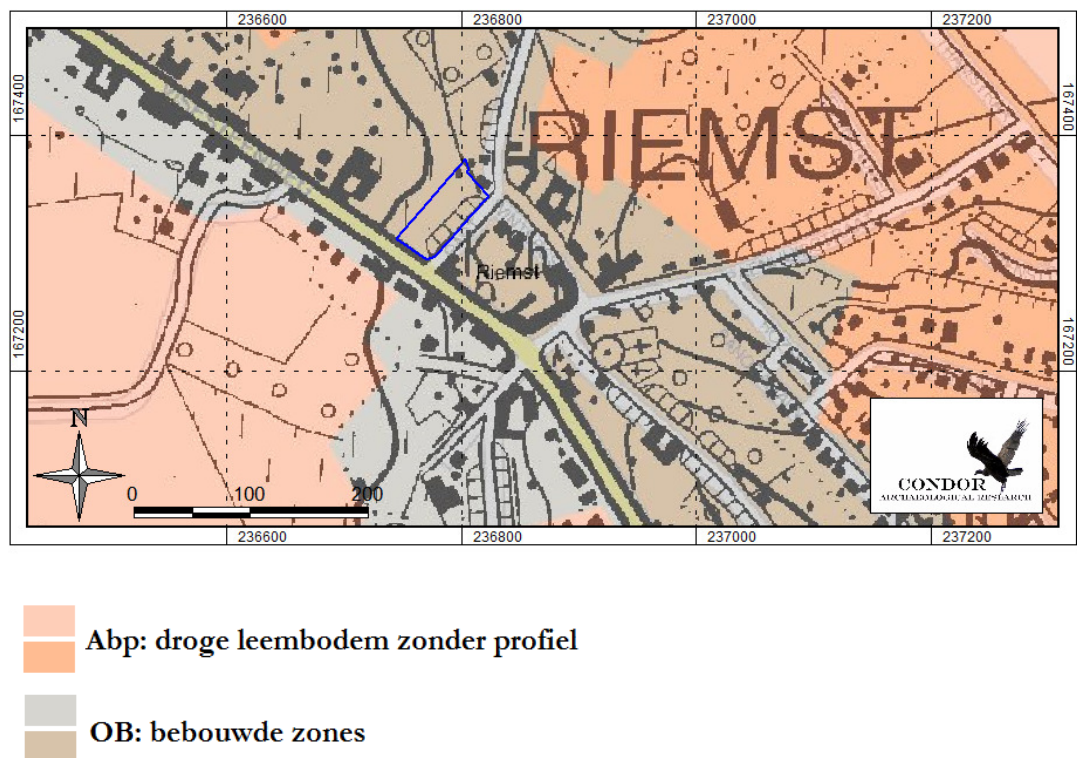 236600 236800 237000 237200
167400 167400
RIEMST
Riemst
167200 167200
N
0 100 200
CONDOR
ARCHAEOLOGICAL RESEARCH
236600 236800 237000 237200
Abp: droge leembodem zonder profiel
OB: bebouwde zones